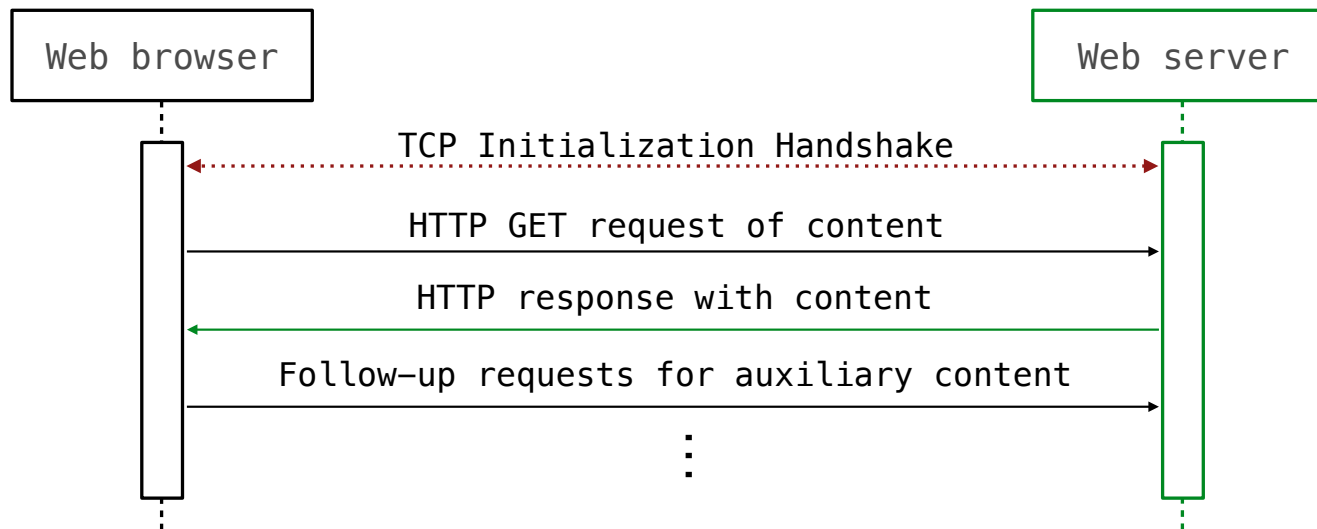 Web browser
Web server
TCP Initialization Handshake
HTTP GET request of content
HTTP response with content
Follow-up requests for auxiliary content
⋮